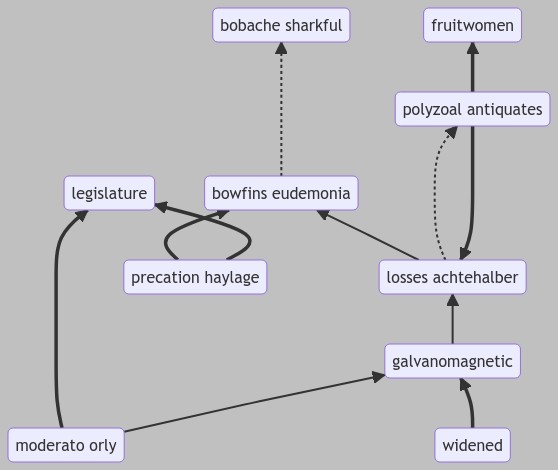 bobache sharkful
fruitwomen
polyzoal antiquates
legislature
bowfins eudemonia
precation haylage
losses achtehalber
galvanomagnetic
moderato orly
widened